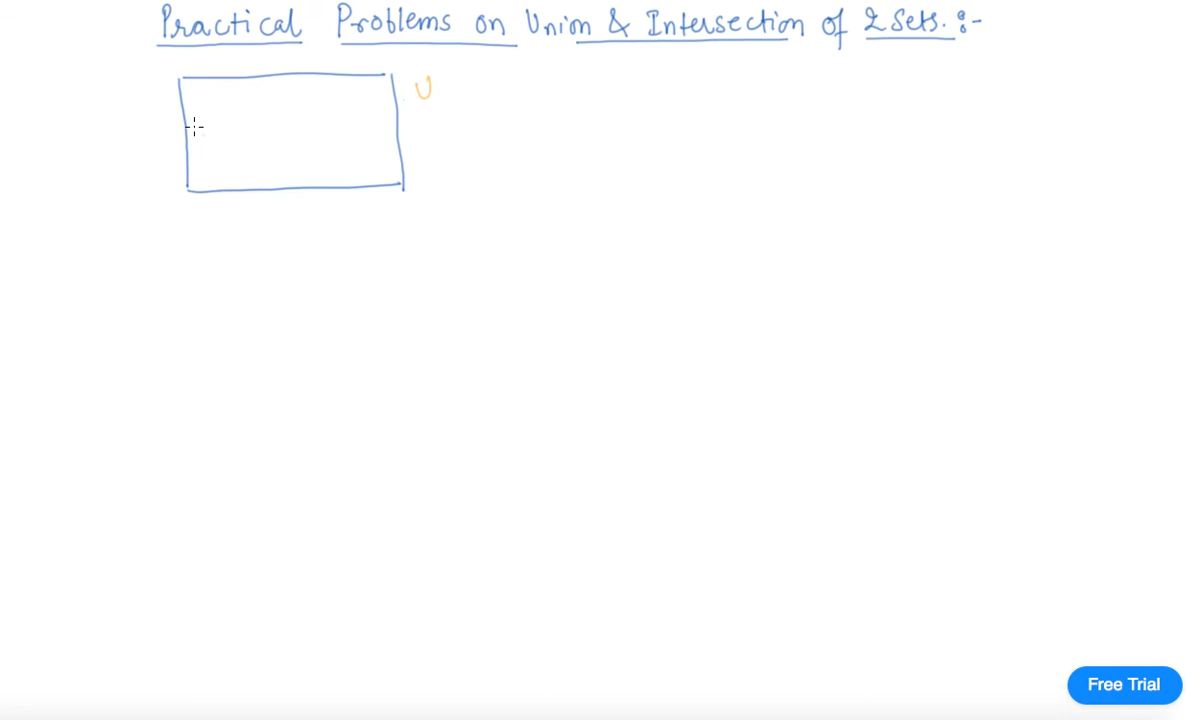 Practical Problems on Union & Intersection of 2 Sets. :-
U
Free Trial